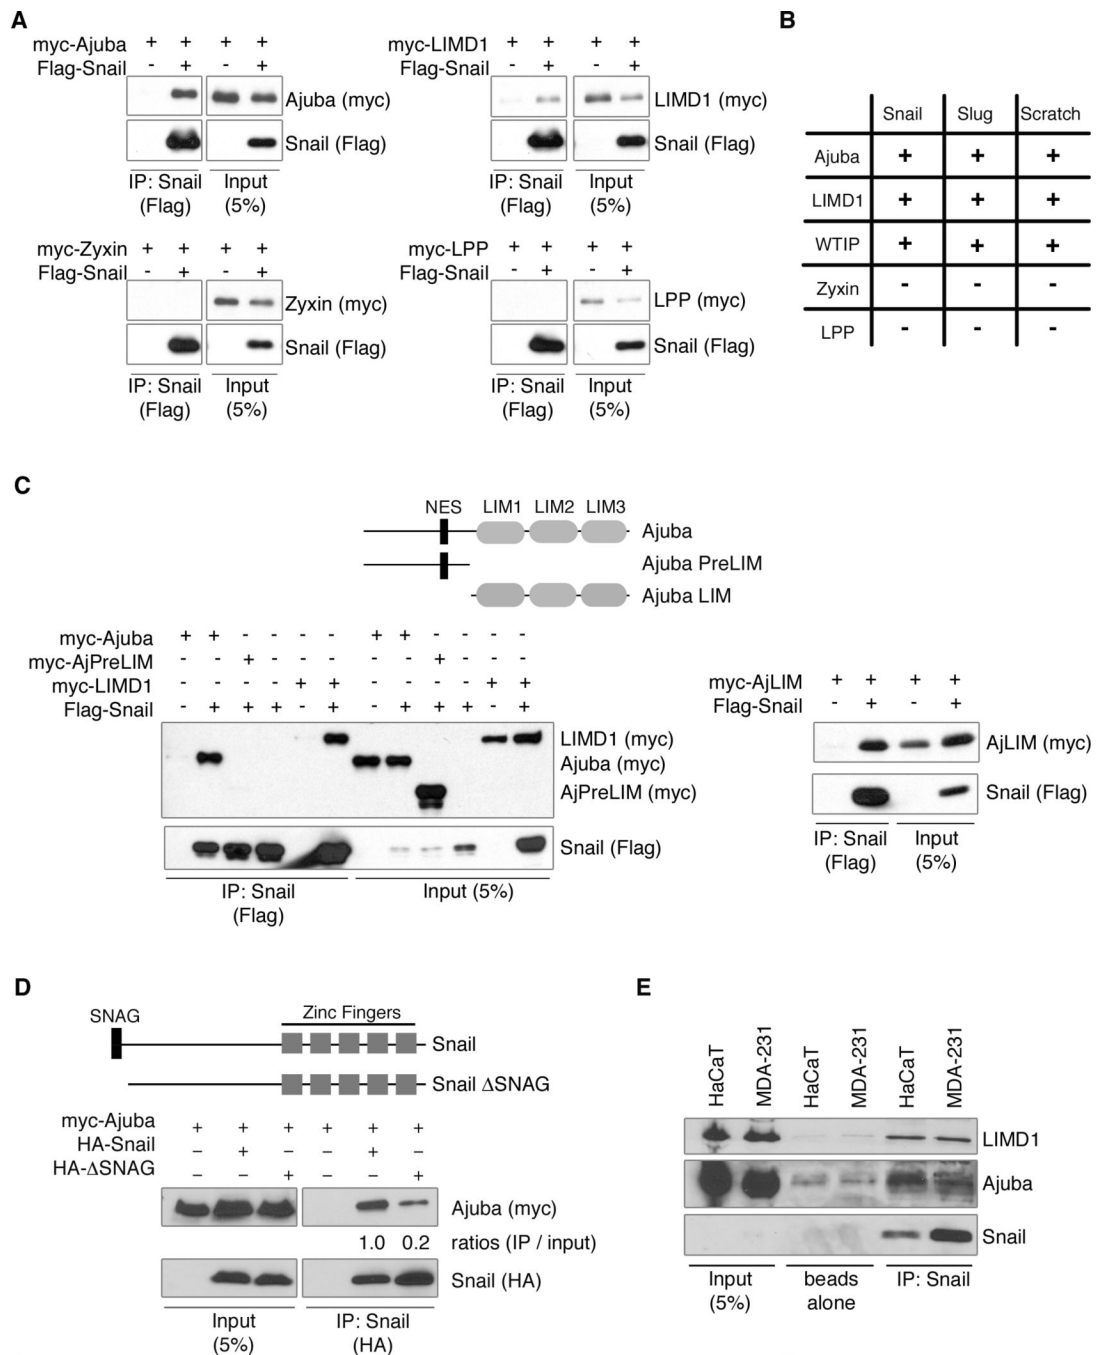 A
myc-Ajuba + + + +
Flag-Snail - + - +
Ajuba (myc)
Snail (Flag)
IP: Snail (Flag)
Input (5%)
myc-LIMD1 + + + +
Flag-Snail - + - +
LIMD1 (myc)
Snail (Flag)
IP: Snail (Flag)
Input (5%)
myc-Zyxin + + + +
Flag-Snail - + - +
Zyxin (myc)
Snail (Flag)
IP: Snail (Flag)
Input (5%)
myc-LPP + + + +
Flag-Snail - + - +
LPP (myc)
Snail (Flag)
IP: Snail (Flag)
Input (5%)
B
Snail Slug Scratch
Ajuba + + +
LIMD1 + + +
WTIP + + +
Zyxin - - -
LPP - - -
C
NES LIM1 LIM2 LIM3
Ajuba
Ajuba PreLIM
Ajuba LIM
myc-Ajuba + + - - - - + + - - - -
myc-AjPreLIM - - + - - - - - + - - -
myc-LIMD1 - - - - + + - - - - + +
Flag-Snail - + + + - + - + + + - +
LIMD1 (myc)
Ajuba (myc)
AjPreLIM (myc)
Snail (Flag)
IP: Snail (Flag)
Input (5%)
myc-AjLIM + + + +
Flag-Snail - + - +
AjLIM (myc)
Snail (Flag)
IP: Snail (Flag)
Input (5%)
D
SNAG
Zinc Fingers
Snail
Snail ΔSNAG
myc-Ajuba + + + + + +
HA-Snail – + – – + –
HA-ΔSNAG – – + – – +
Ajuba (myc)
1.0 0.2 ratios (IP / input)
Snail (HA)
Input (5%)
IP: Snail (HA)
E
HaCaT MDA-231 HaCaT MDA-231 HaCaT MDA-231
LIMD1
Ajuba
Snail
Input (5%)
beads alone
IP: Snail